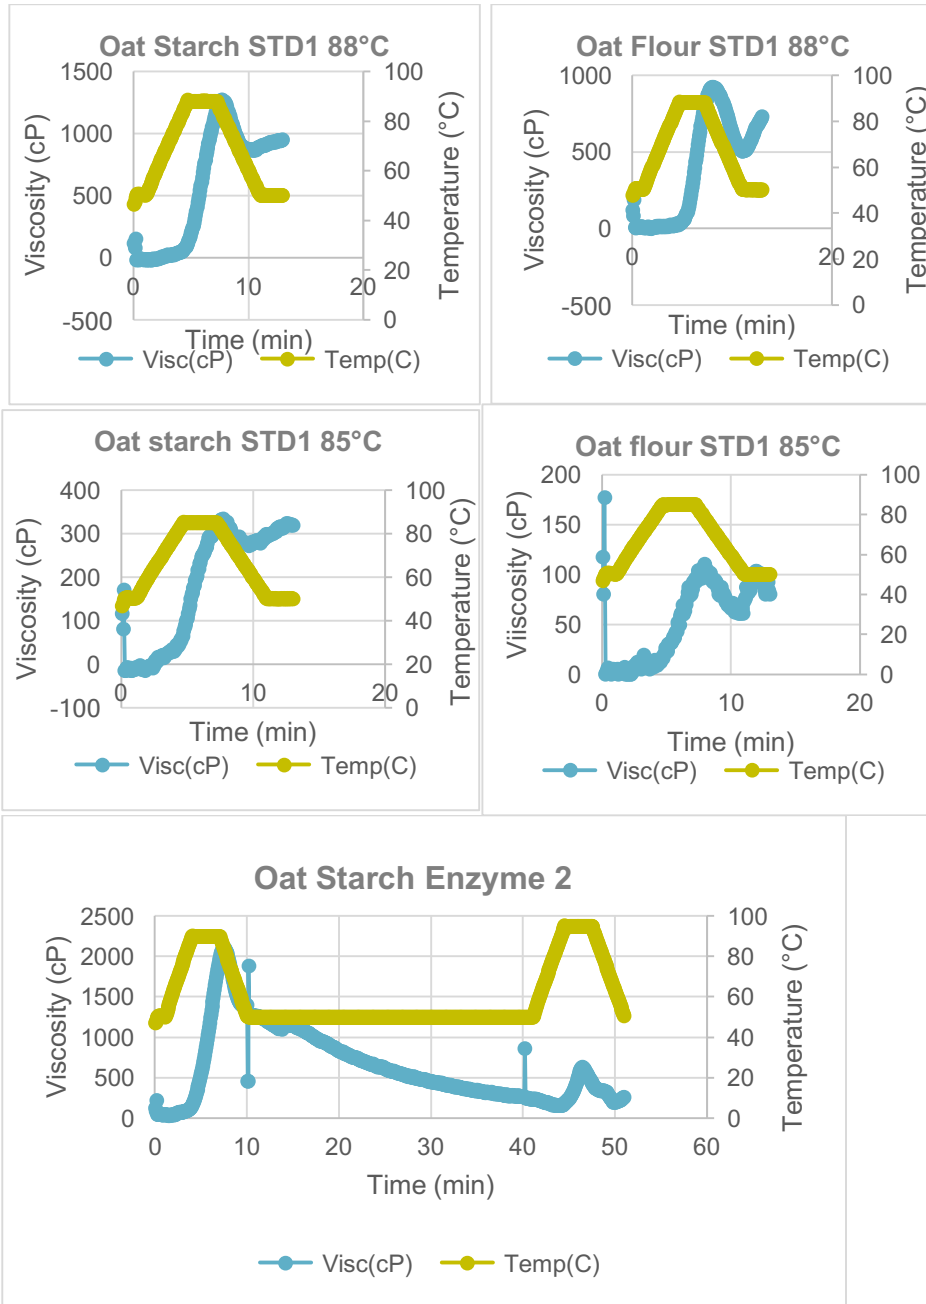 Oat Starch STD1 88°C
1500
1000
500
0
-500
100
80
60
40
20
0
0
10
Viscosity (cP)
Temperature (°C)
Time (min)
Visc(cP) Temp(C)
Oat Flour STD1 88°C
1000
500
0
-500
100
80
60
40
20
0
0
20
Viscosity (cP)
Temperature (°C)
Time (min)
Visc(cP) Temp(C)
Oat starch STD1 85°C
400
300
200
100
0
-100
100
80
60
40
20
0
0
10
20
Viscosity (cP)
Temperature (°C)
Time (min)
Visc(cP) Temp(C)
Oat flour STD1 85°C
200
150
100
50
0
100
80
60
40
20
0
0
10
20
Viiscosity (cP)
Temperature (°C)
Time (min)
Visc(cP) Temp(C)
Oat Starch Enzyme 2
2500
2000
1500
1000
500
0
100
80
60
40
20
0
0
10
20
30
40
50
60
Viscosity (cP)
Temperature (°C)
Time (min)
Visc(cP) Temp(C)